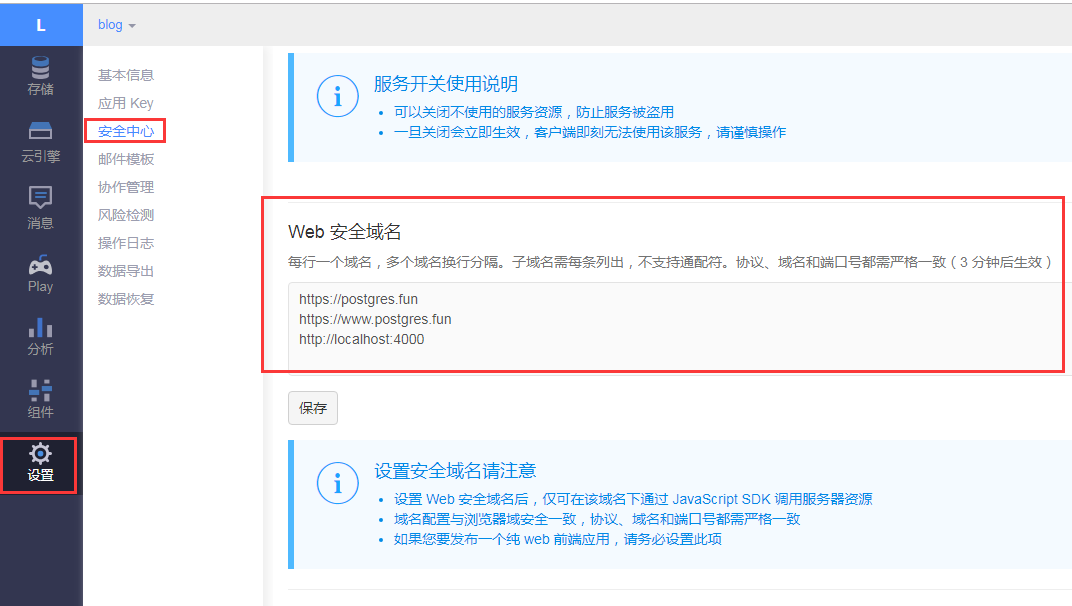 L
blog
存储
云引擎
消息
Play
分析
组件
设置
基本信息
应用 Key
安全中心
邮件模板
协作管理
风险检测
操作日志
数据导出
数据恢复
服务开关使用说明
可以关闭不使用的服务资源，防止服务被盗用
一旦关闭会立即生效，客户端即刻无法使用该服务，请谨慎操作
Web 安全域名
每行一个域名，多个域名换行分隔。子域名需每条列出，不支持通配符。协议、域名和端口号都需严格一致（3 分钟后生效）
https://postgres.fun
https://www.postgres.fun
http://localhost:4000
保存
设置安全域名请注意
设置 Web 安全域名后，仅可在该域名下通过 JavaScript SDK 调用服务器资源
域名配置与浏览器域安全一致，协议、域名和端口号都需严格一致
如果您要发布一个纯 web 前端应用，请务必设置此项